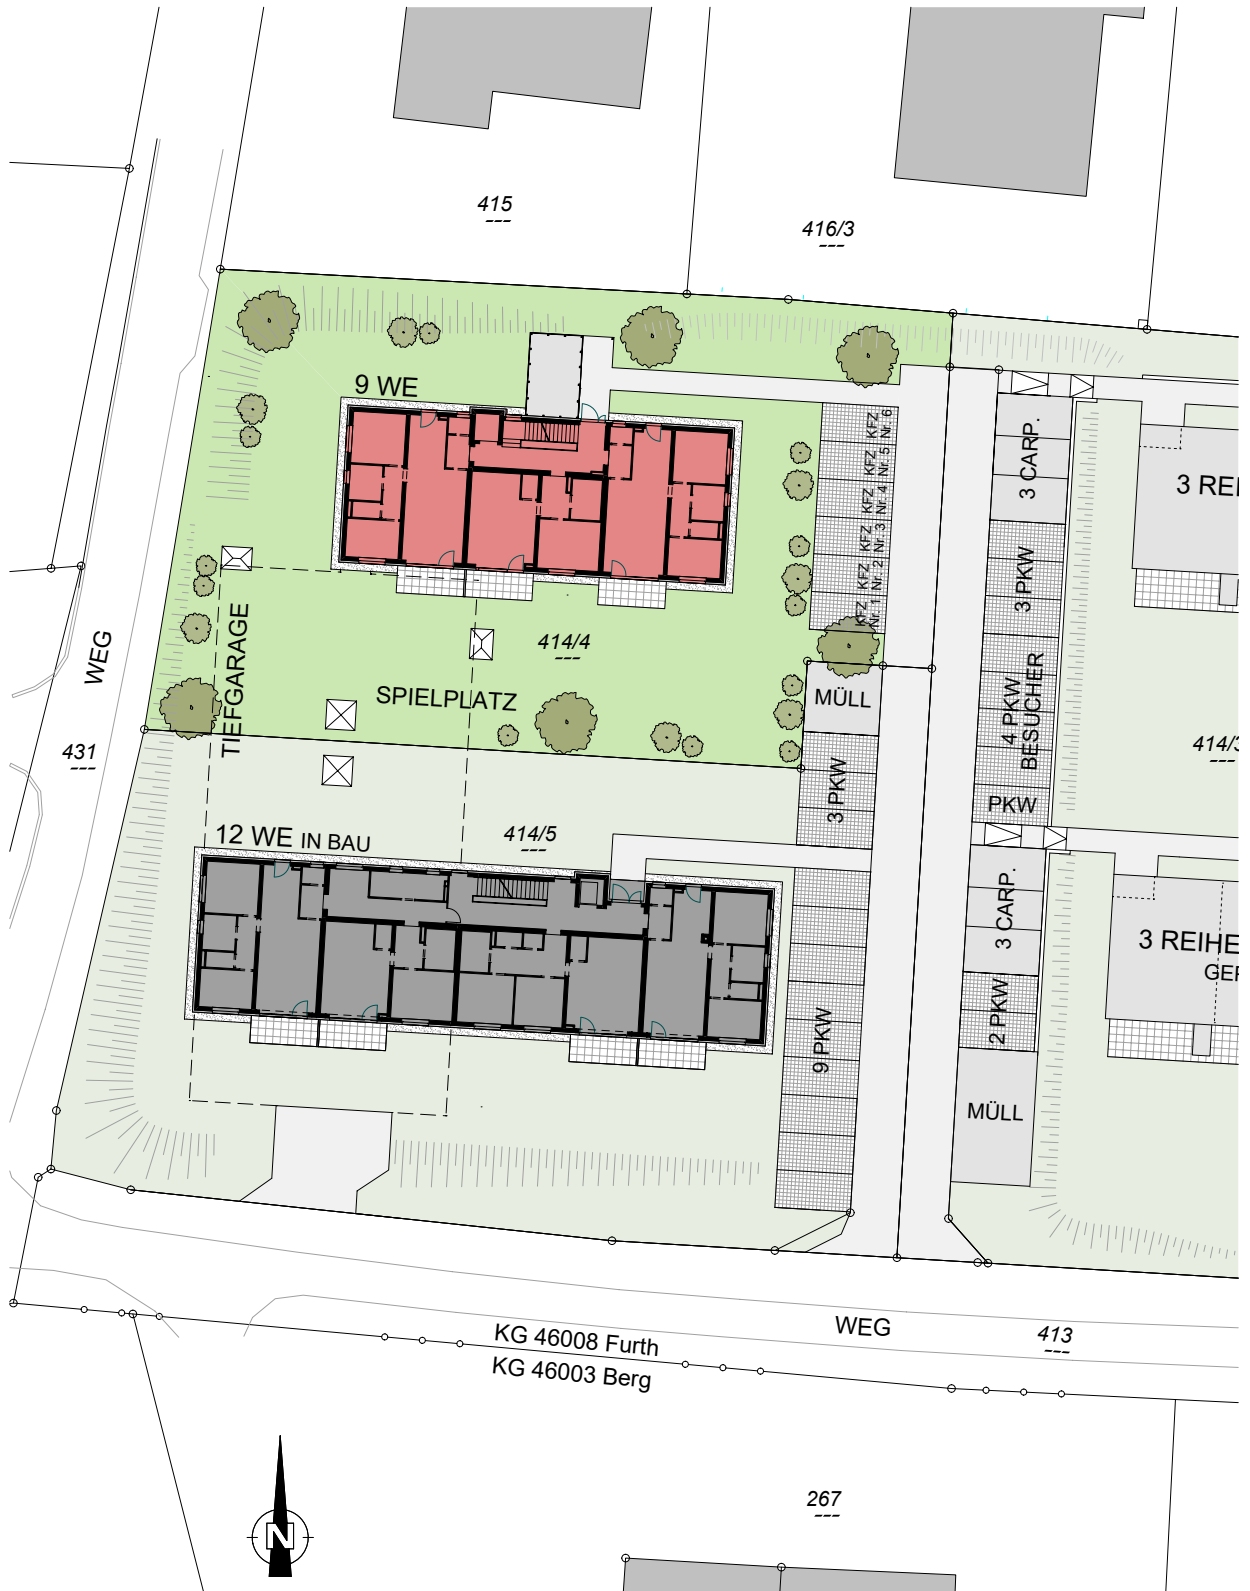 415
416/3
9 WE
KFZ Nr. 1
KFZ Nr. 2
KFZ Nr. 3
KFZ Nr. 4
KFZ Nr. 5
KFZ Nr. 6
3 CARP.
3 REI
3 PKW
WEG
TIEFGARAGE
414/4
SPIELPLATZ
MÜLL
4 PKW
BESUCHER
431
414/3
3 PKW
PKW
12 WE IN BAU
414/5
3 CARP.
3 REIHE
GEF
2 PKW
9 PKW
MÜLL
WEG
413
KG 46008 Furth
KG 46003 Berg
267
N